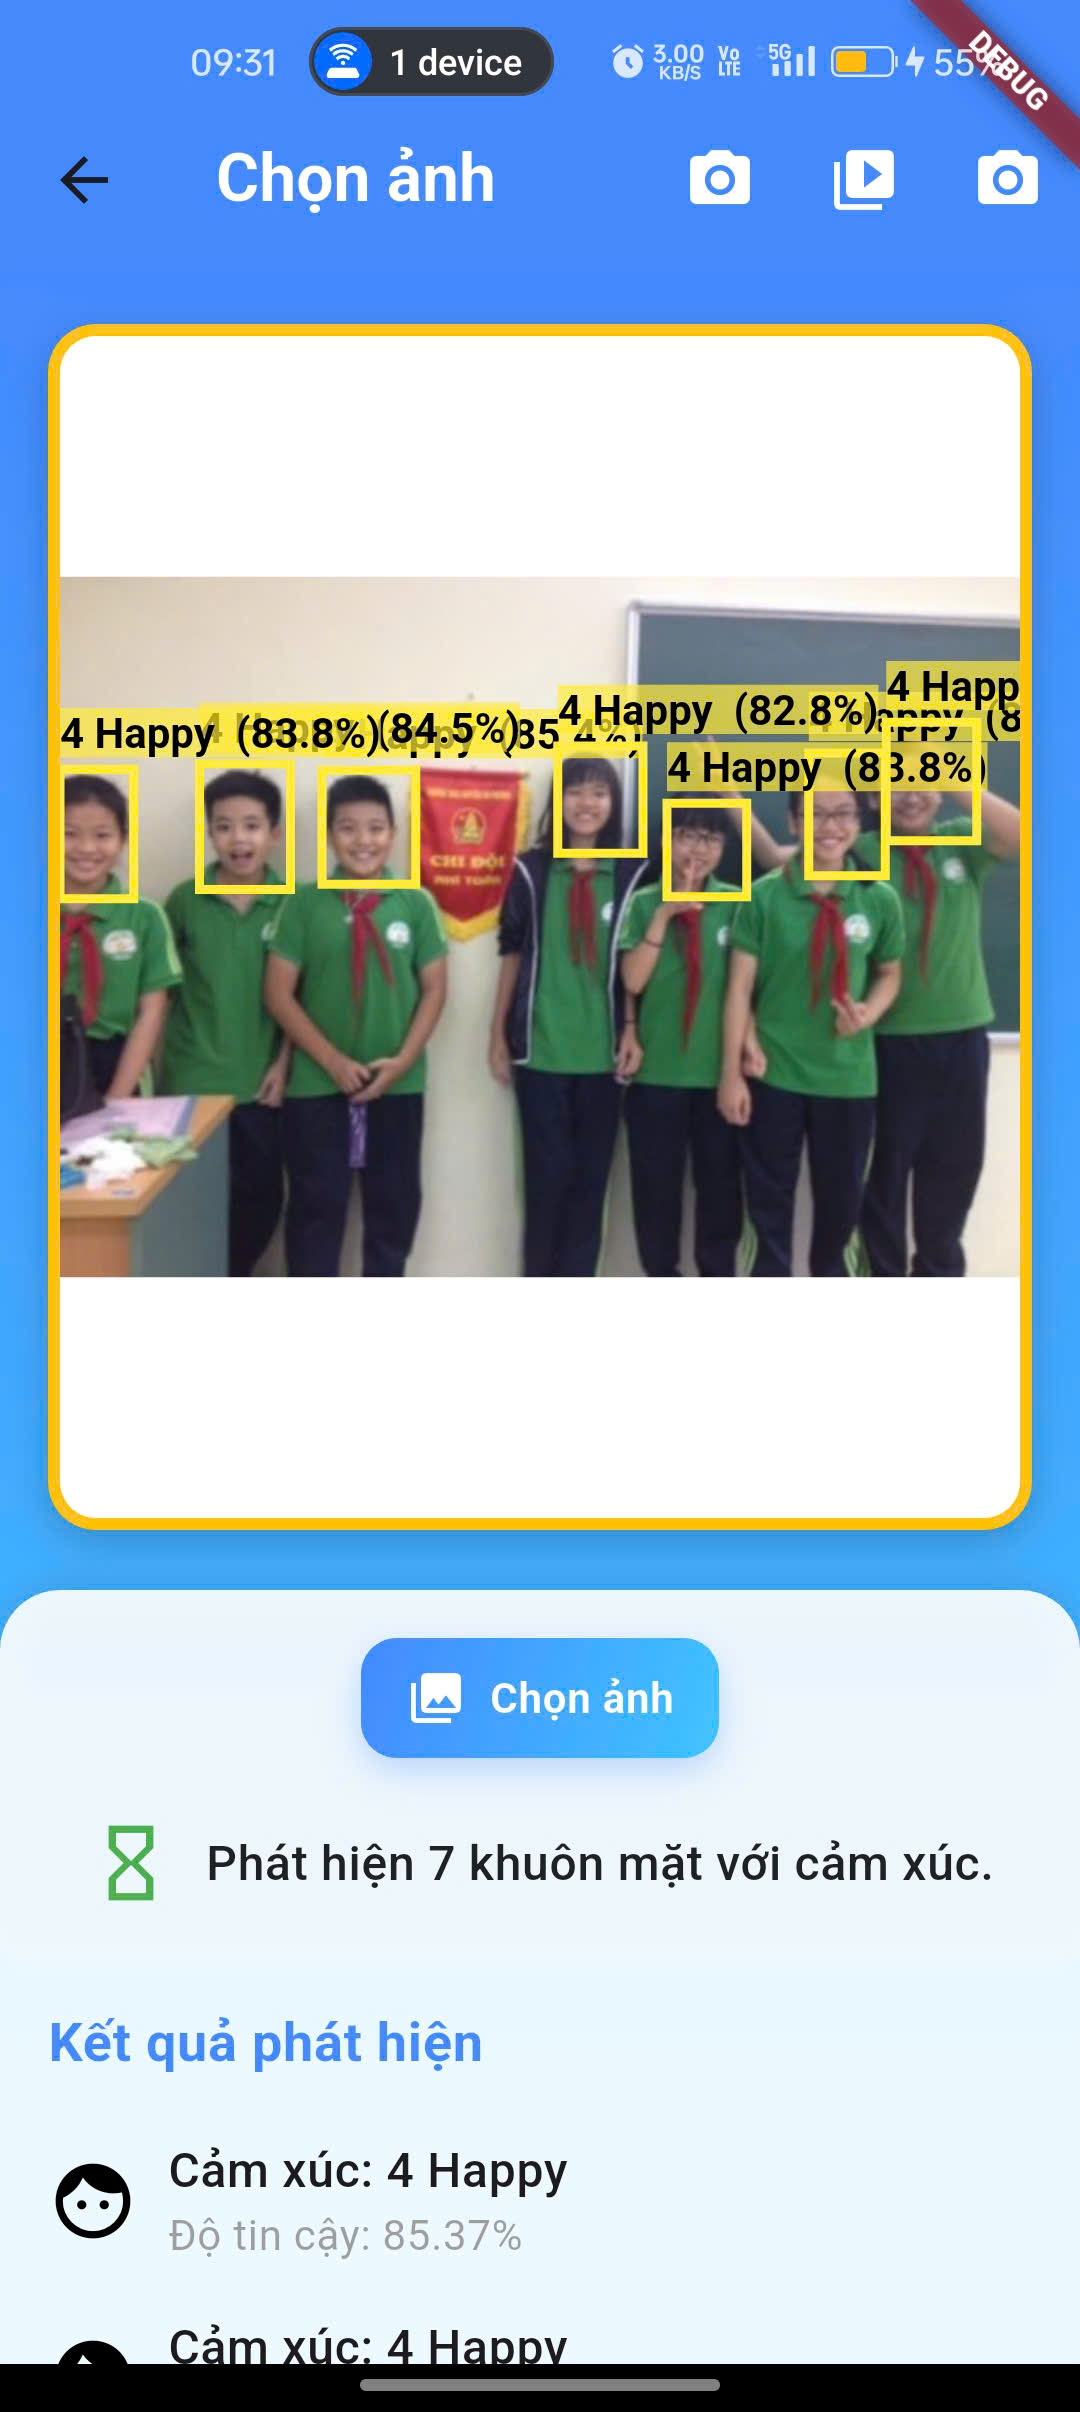 09:31
1 device
3.00
KB/S
Vo
LTE
5G
55%
DEBUG
Chọn ảnh
4 Happ
4 Happy (82.8%)
appy (8
4 Happy (83.8%)
(84.5%)
4 Happy (83.8%)
CHI ĐỘI
Chọn ảnh
Phát hiện 7 khuôn mặt với cảm xúc.
Kết quả phát hiện
Cảm xúc: 4 Happy
Độ tin cậy: 85.37%
Cảm xúc: 4 Happy